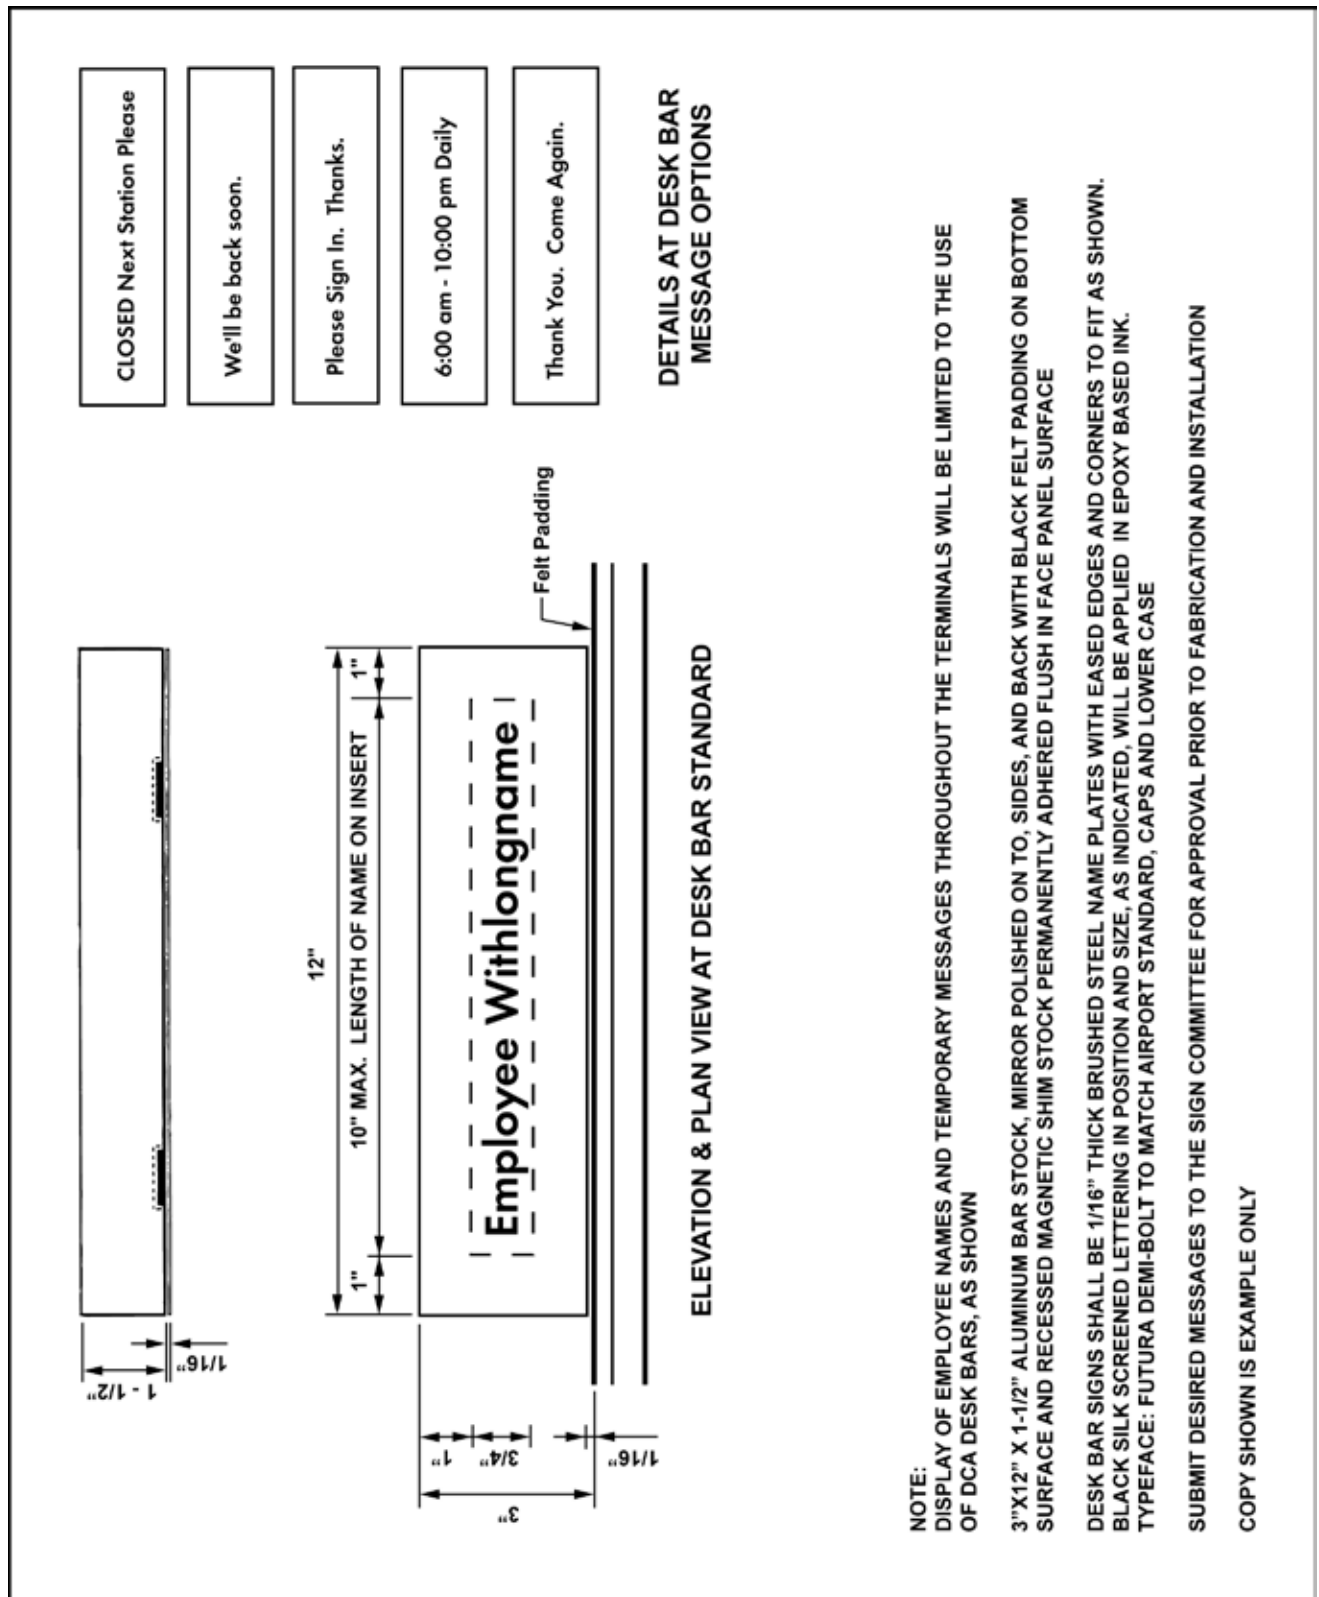 1 - 1/2"
1/16"
12"
1"
10" MAX. LENGTH OF NAME ON INSERT
1"
3"
1"
3/4"
1/16"
Employee Withlongname
Felt Padding
ELEVATION & PLAN VIEW AT DESK BAR STANDARD
CLOSED Next Station Please
We'll be back soon.
Please Sign In. Thanks.
6:00 am - 10:00 pm Daily
Thank You. Come Again.
DETAILS AT DESK BAR
MESSAGE OPTIONS
NOTE:
DISPLAY OF EMPLOYEE NAMES AND TEMPORARY MESSAGES THROUGHOUT THE TERMINALS WILL BE LIMITED TO THE USE
OF DCA DESK BARS, AS SHOWN
3"X12" X 1-1/2" ALUMINUM BAR STOCK, MIRROR POLISHED ON TO, SIDES, AND BACK WITH BLACK FELT PADDING ON BOTTOM
SURFACE AND RECESSED MAGNETIC SHIM STOCK PERMANENTLY ADHERED FLUSH IN FACE PANEL SURFACE
DESK BAR SIGNS SHALL BE 1/16" THICK BRUSHED STEEL NAME PLATES WITH EASED EDGES AND CORNERS TO FIT AS SHOWN.
BLACK SILK SCREENED LETTERING IN POSITION AND SIZE, AS INDICATED, WILL BE APPLIED IN EPOXY BASED INK.
TYPEFACE: FUTURA DEMI-BOLT TO MATCH AIRPORT STANDARD, CAPS AND LOWER CASE
SUBMIT DESIRED MESSAGES TO THE SIGN COMMITTEE FOR APPROVAL PRIOR TO FABRICATION AND INSTALLATION
COPY SHOWN IS EXAMPLE ONLY